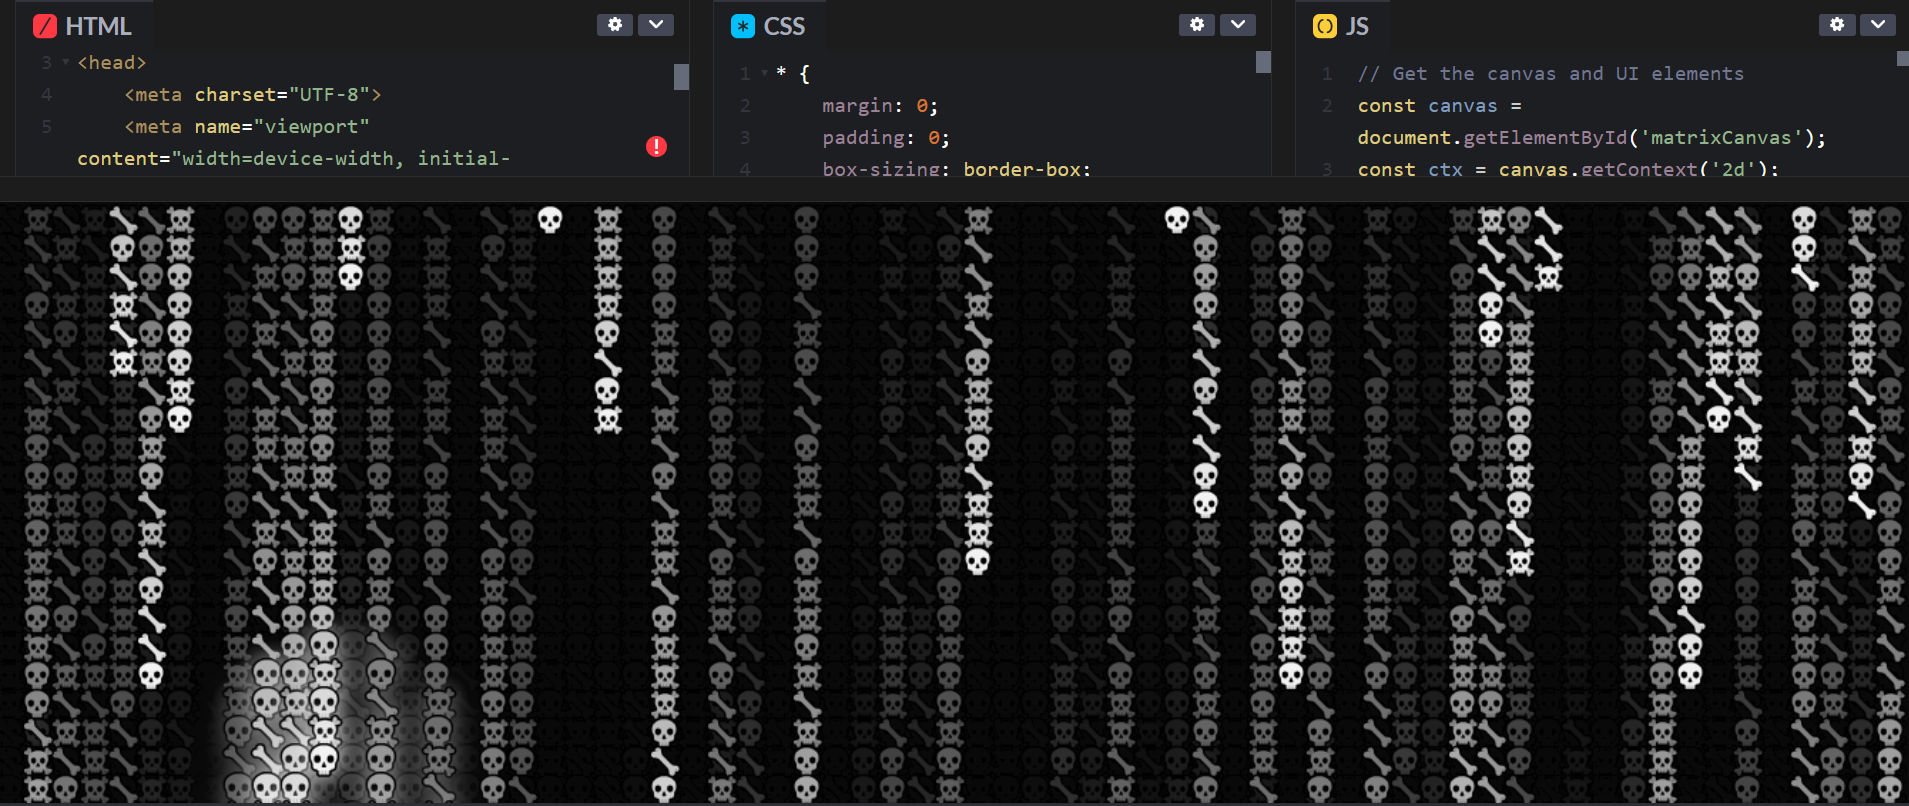 HTML
3 <head>
4 <meta charset="UTF-8">
5 <meta name="viewport"
content="width=device-width, initial-
CSS
1 * {
2 margin: 0;
3 padding: 0;
4 box-sizing: border-box;
JS
1 // Get the canvas and UI elements
2 const canvas =
document.getElementById('matrixCanvas');
3 const ctx = canvas.getContext('2d');